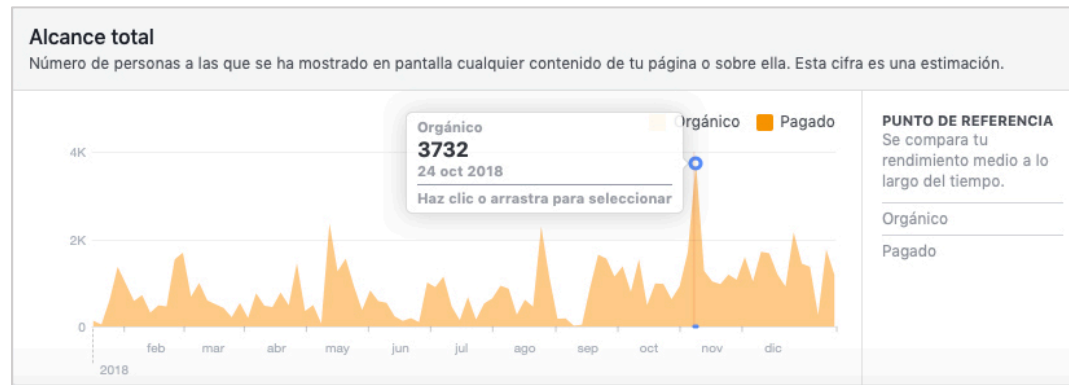 Alcance total
Número de personas a las que se ha mostrado en pantalla cualquier contenido de tu página o sobre ella. Esta cifra es una estimación.
Orgánico
3732
24 oct 2018
Haz clic o arrastra para seleccionar
Orgánico Pagado
4K
2K
0
feb mar abr may jun jul ago sep oct nov dic
2018
PUNTO DE REFERENCIA
Se compara tu
rendimiento medio a lo
largo del tiempo.
Orgánico
Pagado